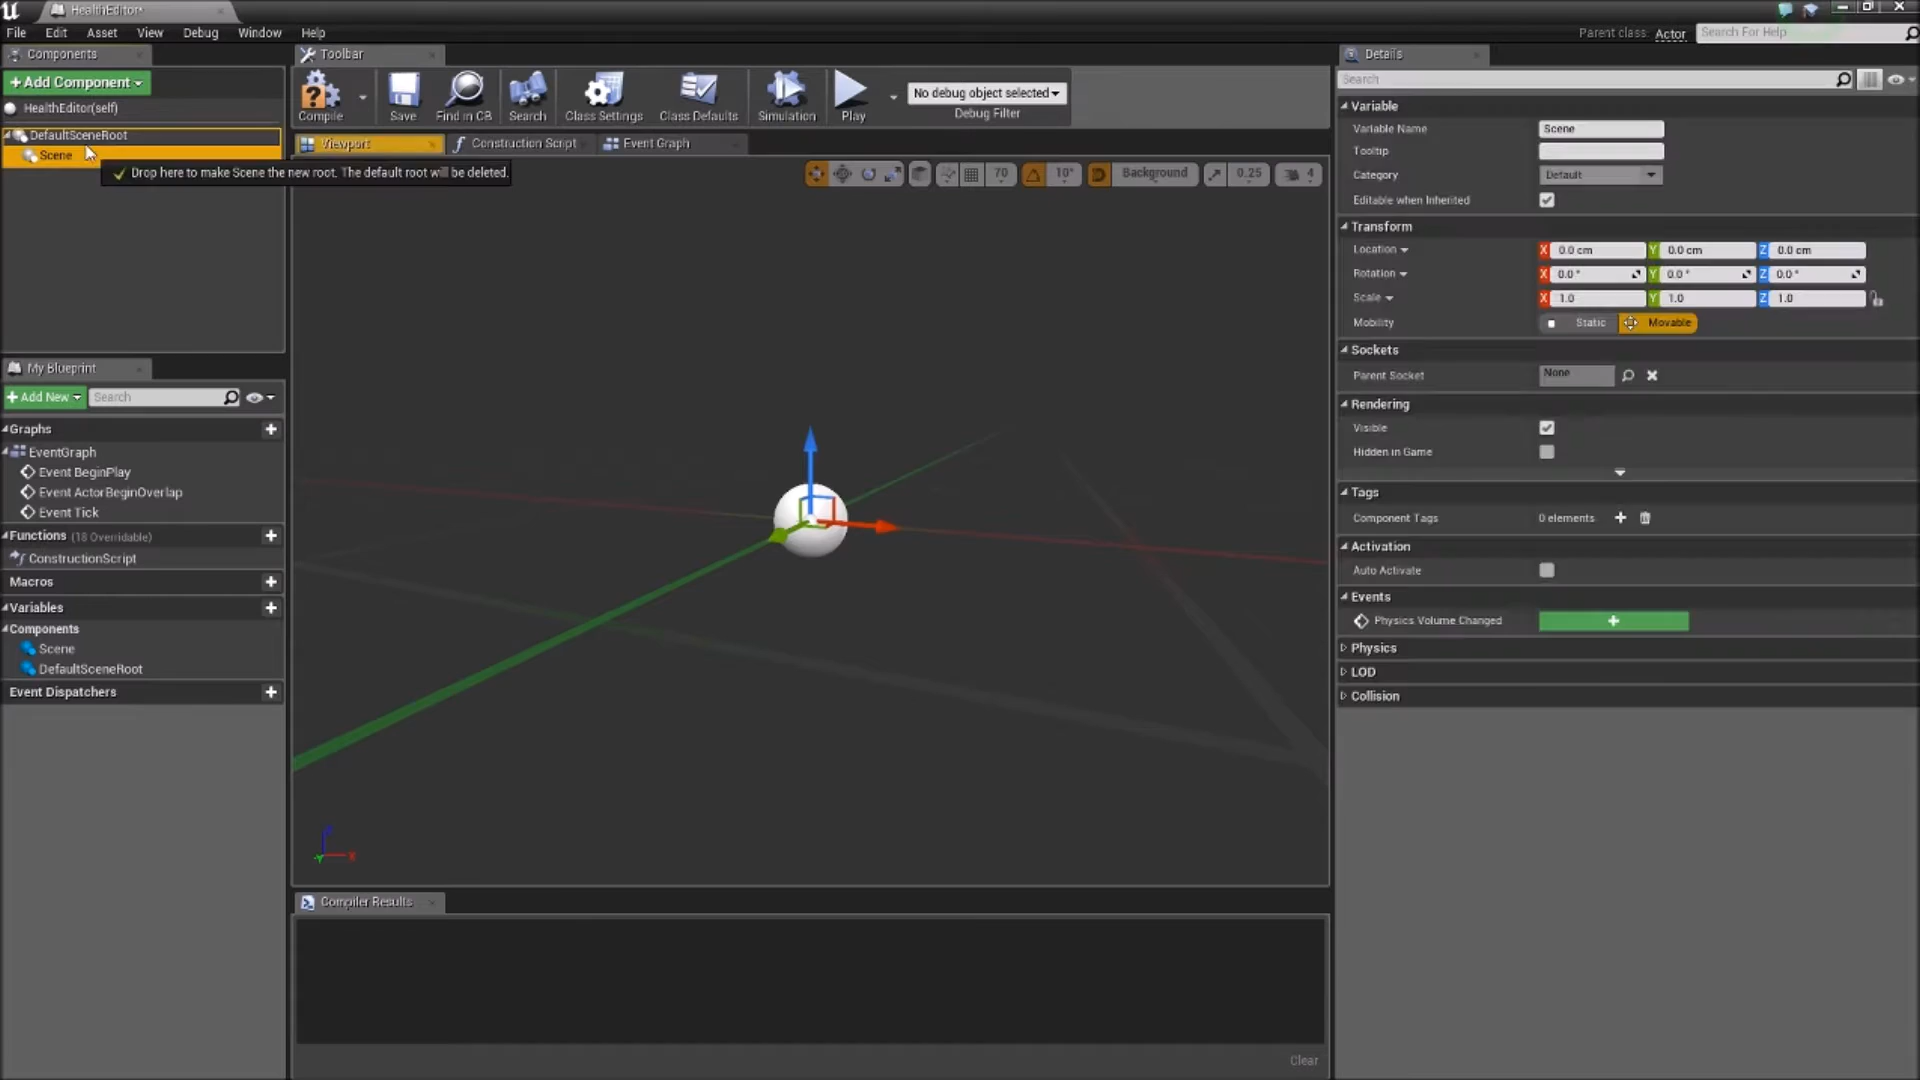 HealthEditor*
File Edit Asset View Debug Window Help
Parent class: Actor
Search For Help
Components
Toolbar
Details
+ Add Component
HealthEditor(self)
DefaultSceneRoot
Scene
Drop here to make Scene the new root. The default root will be deleted.
Compile Save Find in CB Search Class Settings Class Defaults Simulation Play
No debug object selected
Debug Filter
Viewport Construction Script Event Graph
70 10° Background 0.25 4
Search
Variable
Variable Name Scene
Tooltip
Category Default
Editable when Inherited
Transform
Location X 0.0 cm Y 0.0 cm Z 0.0 cm
Rotation X 0.0 ° Y 0.0 ° Z 0.0 °
Scale X 1.0 Y 1.0 Z 1.0
Mobility Static Movable
Sockets
Parent Socket None
Rendering
Visible
Hidden in Game
Tags
Component Tags 0 elements
Activation
Auto Activate
Events
Physics Volume Changed
Physics
LOD
Collision
My Blueprint
+ Add New Search
Graphs
EventGraph
Event BeginPlay
Event ActorBeginOverlap
Event Tick
Functions (18 Overridable)
ConstructionScript
Macros
Variables
Components
Scene
DefaultSceneRoot
Event Dispatchers
Compiler Results
Clear